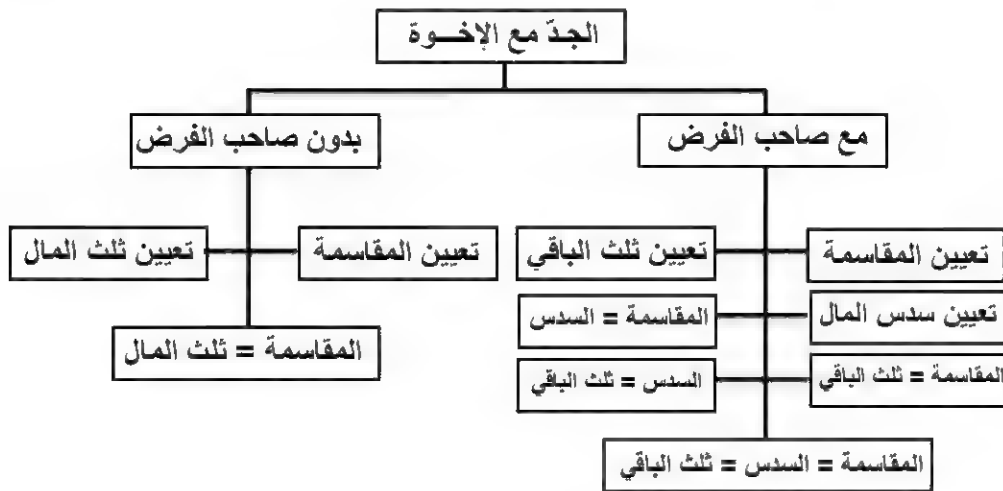 الجدّ مع الإخــوة
مع صاحب الفرض
بدون صاحب الفرض
تعيين المقاسمة
تعيين ثلث الباقي
تعيين سدس المال
المقاسمة = السدس
المقاسمة = ثلث الباقي
السدس = ثلث الباقي
المقاسمة = السدس = ثلث الباقي
تعيين المقاسمة
تعيين ثلث المال
المقاسمة = ثلث المال